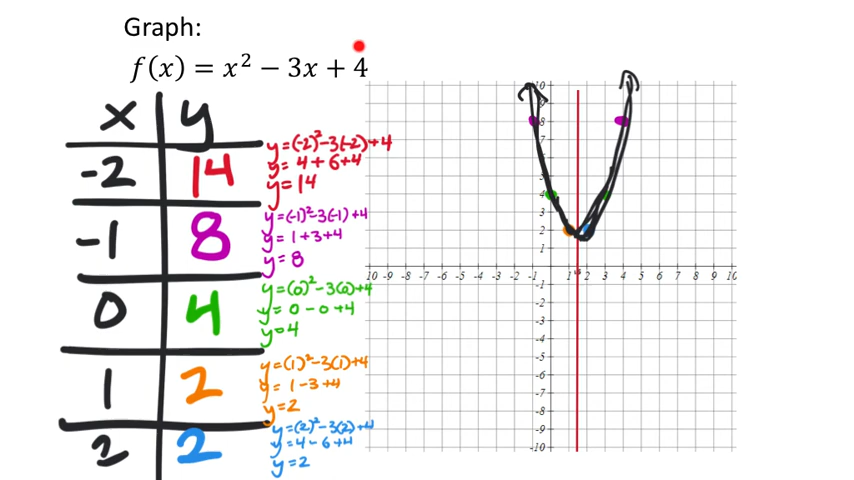 Graph:
f(x) = x² − 3x + 4
x y
-2 14
y=(-2)²-3(-2)+4
y= 4+6+4
y=14
-1 8
y=(-1)²-3(-1)+4
y= 1+3+4
y= 8
0 4
y=(0)²-3(0)+4
y= 0-0+4
y=4
1 2
y=(1)²-3(1)+4
y= 1-3+4
y=2
2 2
y=(2)²-3(2)+4
y=4-6+4
y=2
10
8
7
6
5
4
3
2
1
10 -9 -8 -7 -6 -5 -4 -3 -2 -1 1 2 3 4 5 6 7 8 9 10
-1
-2
-3
-4
-5
-6
-7
-8
-9
-10